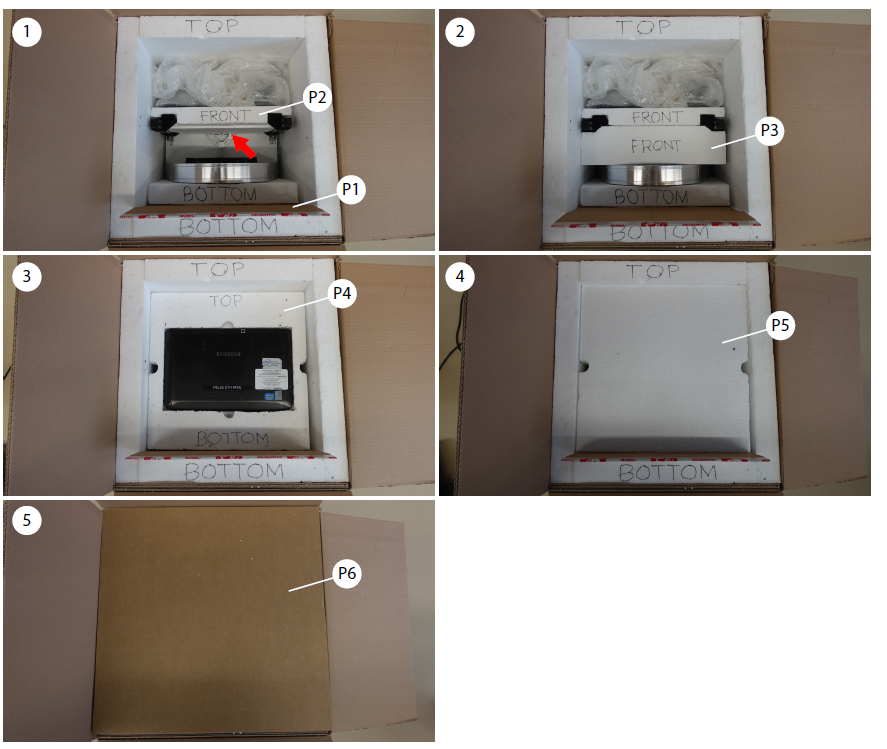 1
TOP
P2
FRONT
P1
BOTTOM
BOTTOM
2
TOP
FRONT
P3
FRONT
BOTTOM
BOTTOM
3
TOP
P4
TOP
SAMSUNG
BOTTOM
BOTTOM
4
TOP
P5
BOTTOM
5
P6